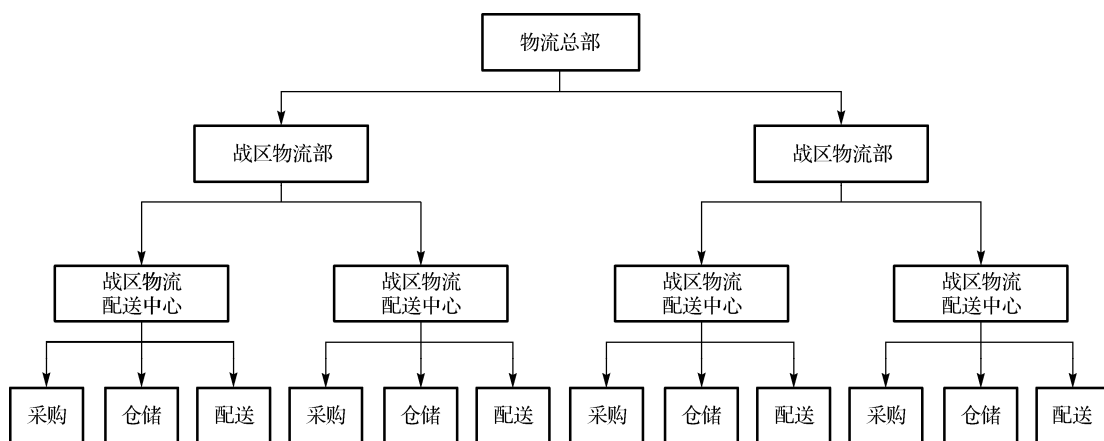 物流总部
战区物流部
战区物流部
战区物流
配送中心
战区物流
配送中心
战区物流
配送中心
战区物流
配送中心
采购
仓储
配送
采购
仓储
配送
采购
仓储
配送
采购
仓储
配送